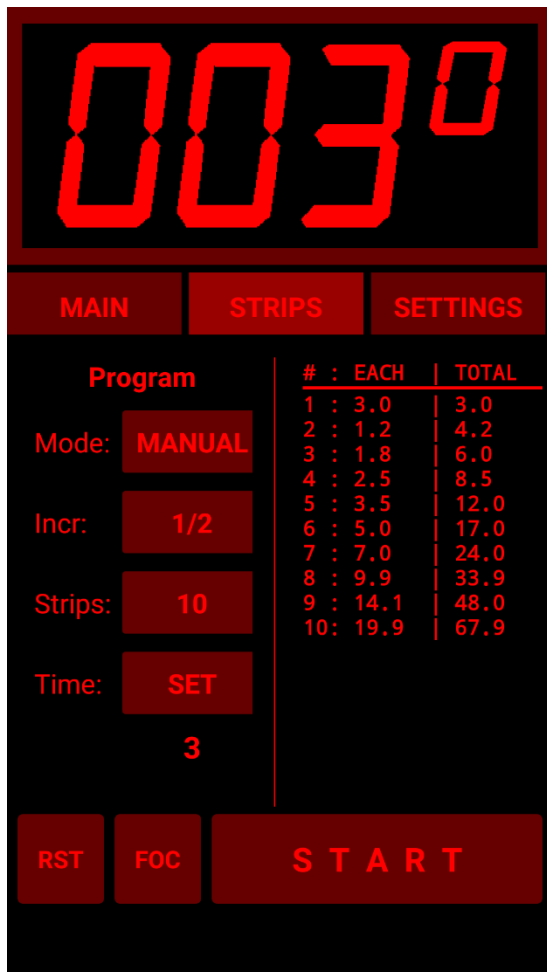 003⁰
MAIN STRIPS SETTINGS
Program
Mode: MANUAL
Incr: 1/2
Strips: 10
Time: SET
3
# : EACH | TOTAL
1 : 3.0 | 3.0
2 : 1.2 | 4.2
3 : 1.8 | 6.0
4 : 2.5 | 8.5
5 : 3.5 | 12.0
6 : 5.0 | 17.0
7 : 7.0 | 24.0
8 : 9.9 | 33.9
9 : 14.1 | 48.0
10: 19.9 | 67.9
RST FOC START